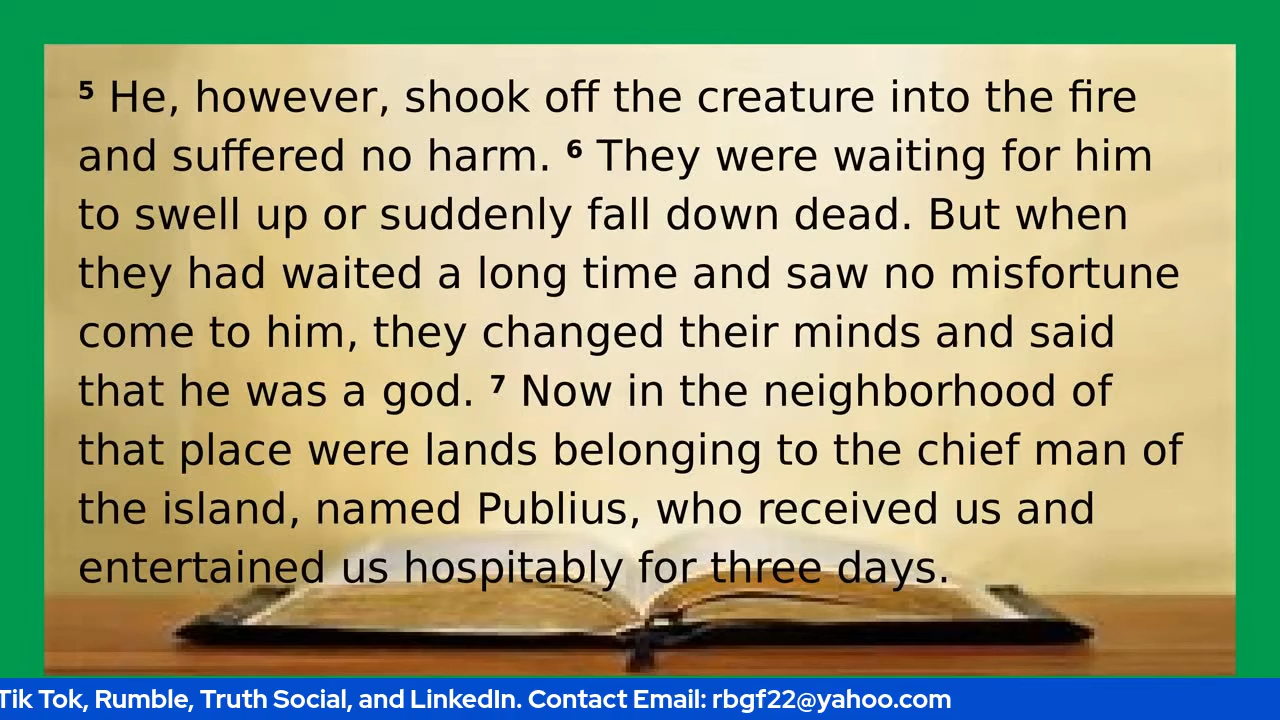 ⁵ He, however, shook off the creature into the fire
and suffered no harm. ⁶ They were waiting for him
to swell up or suddenly fall down dead. But when
they had waited a long time and saw no misfortune
come to him, they changed their minds and said
that he was a god. ⁷ Now in the neighborhood of
that place were lands belonging to the chief man of
the island, named Publius, who received us and
entertained us hospitably for three days.
Tik Tok, Rumble, Truth Social, and LinkedIn. Contact Email: rbgf22@yahoo.com